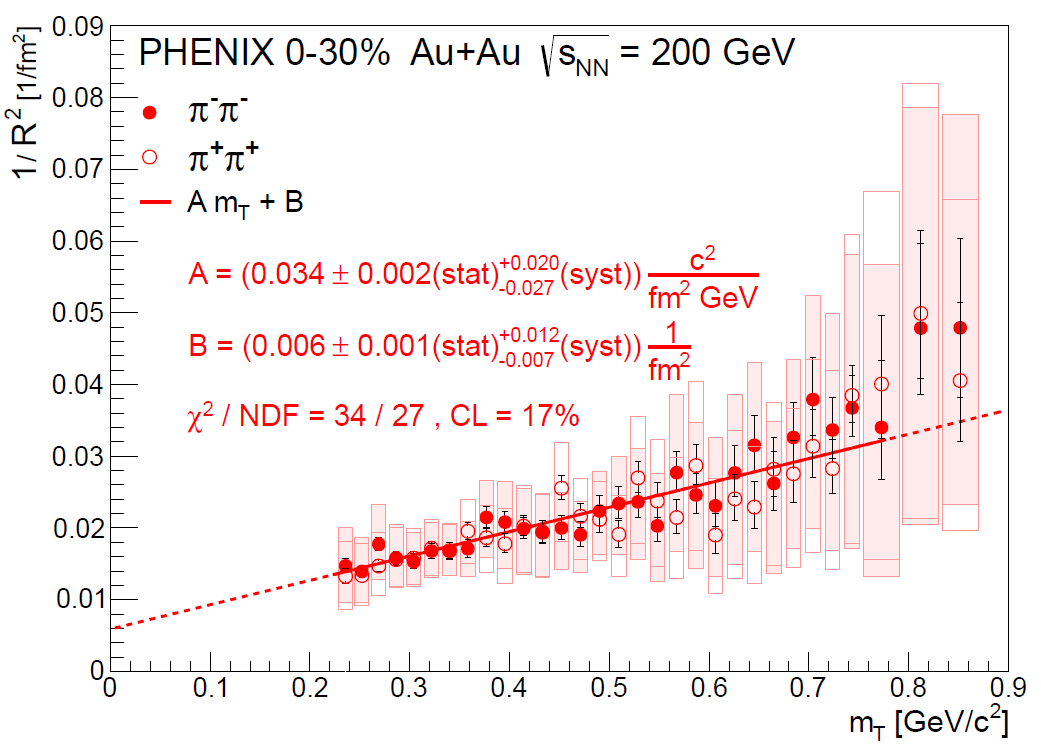 PHENIX 0-30% Au+Au √s_NN = 200 GeV
π⁻π⁻
π⁺π⁺
A m_T + B
A = (0.034 ± 0.002(stat)+0.020 -0.027(syst)) c²/fm² GeV
B = (0.006 ± 0.001(stat)+0.012 -0.007(syst)) 1/fm²
χ² / NDF = 34 / 27 , CL = 17%
1/ R² [1/fm²]
0.09
0.08
0.07
0.06
0.05
0.04
0.03
0.02
0.01
0
0 0.1 0.2 0.3 0.4 0.5 0.6 0.7 0.8 0.9
m_T [GeV/c²]